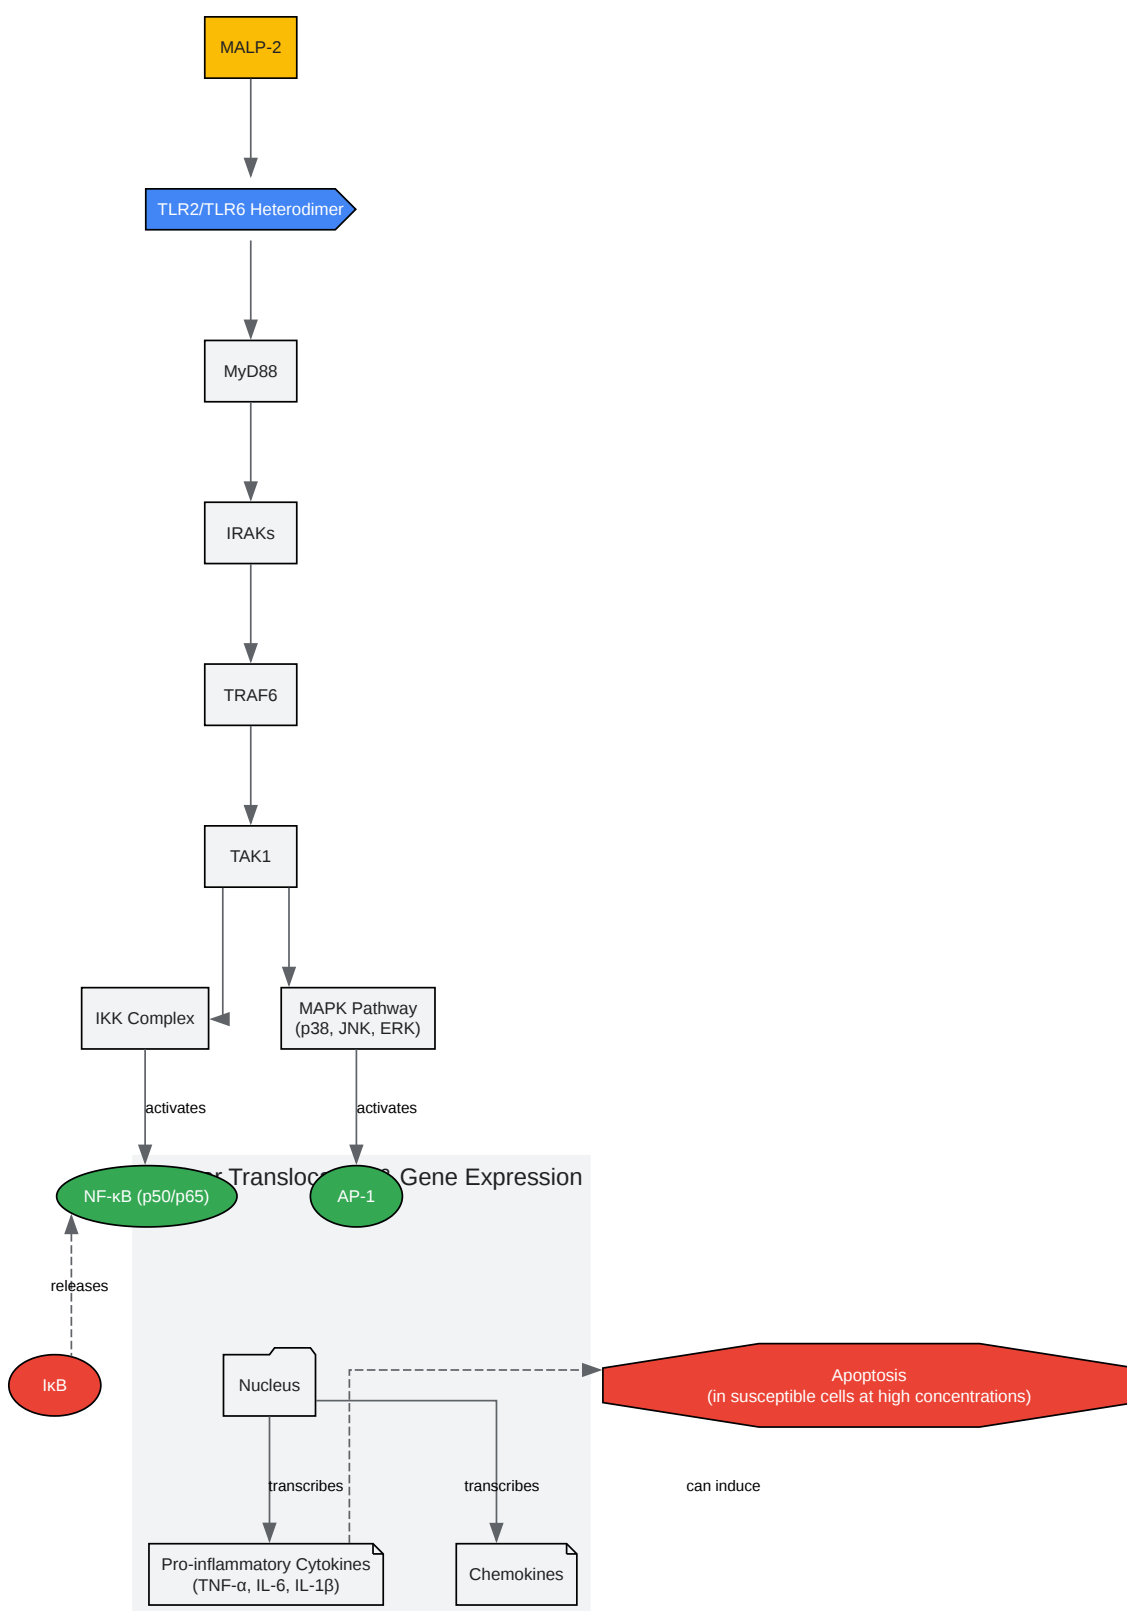 MALP-2
TLR2/TLR6 Heterodimer
MyD88
IRAKs
TRAF6
TAK1
IKK Complex
MAPK Pathway
(p38, JNK, ERK)
activates
activates
Gene Expression
NF-κB (p50/p65)
AP-1
releases
Nucleus
IκB
Apoptosis
(in susceptible cells at high concentrations)
transcribes
transcribes
can induce
Pro-inflammatory Cytokines
(TNF-α, IL-6, IL-1β)
Chemokines